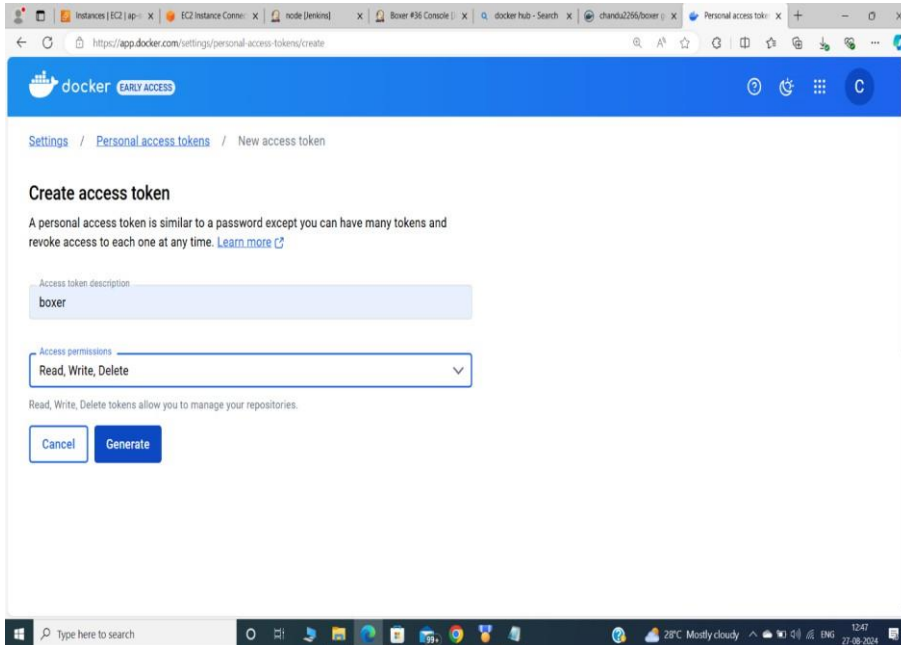 Instances | EC2 | ap-
EC2 Instance Connec
node [Jenkins]
Boxer #36 Console [
docker hub - Search
chandu2266/boxer
Personal access toke
https://app.docker.com/settings/personal-access-tokens/create
docker EARLY ACCESS
C
Settings / Personal access tokens / New access token
Create access token
A personal access token is similar to a password except you can have many tokens and
revoke access to each one at any time. Learn more
Access token description
boxer
Access permissions
Read, Write, Delete
Read, Write, Delete tokens allow you to manage your repositories.
Cancel
Generate
Type here to search
99+
28°C Mostly cloudy
ENG
12:47
27-08-2024